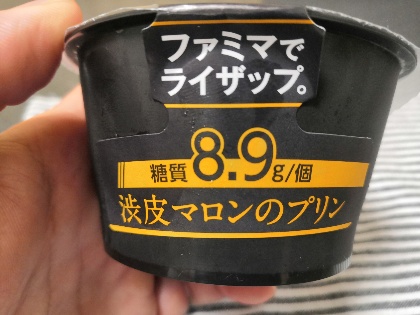 ファミマで
ライザップ。
糖質8.9g/個
渋皮マロンのプリン